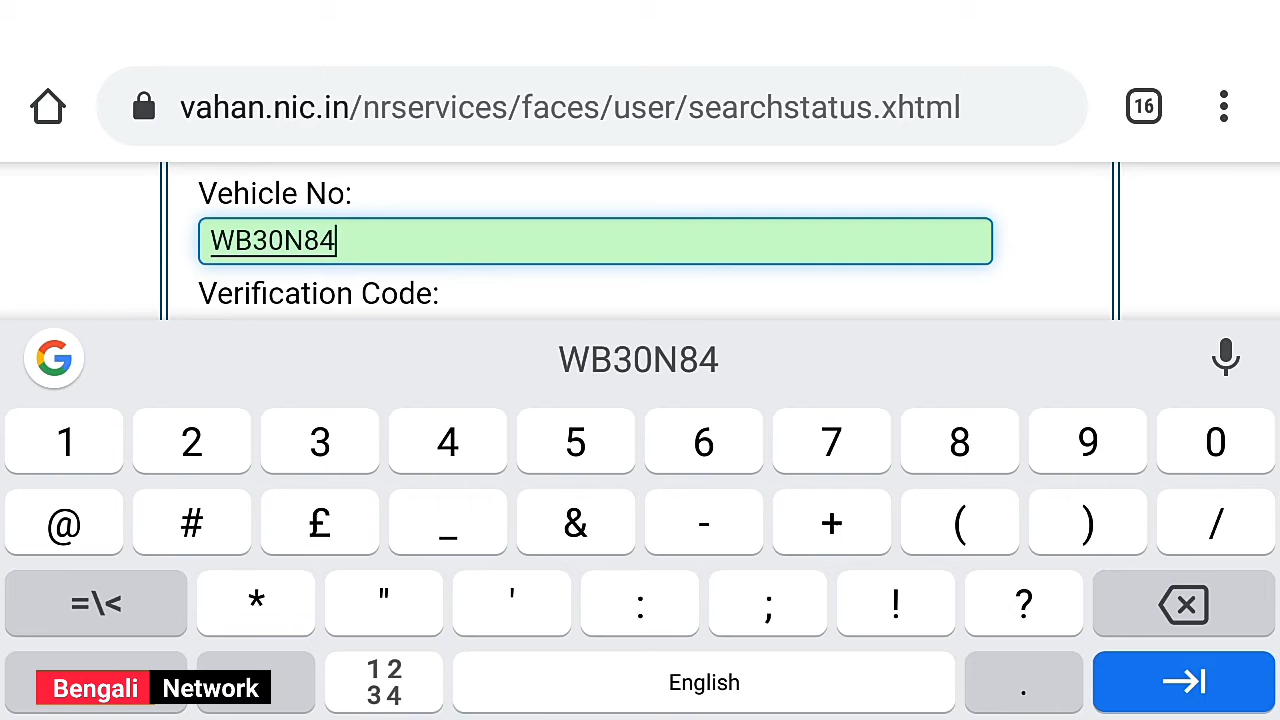 vahan.nic.in/nrservices/faces/user/searchstatus.xhtml 16
Vehicle No:
WB30N84
Verification Code:
G WB30N84
1 2 3 4 5 6 7 8 9 0
@ # £ _ & - + ( ) /
=\< * " ' : ; ! ?
Bengali Network 1 2 3 4 English .